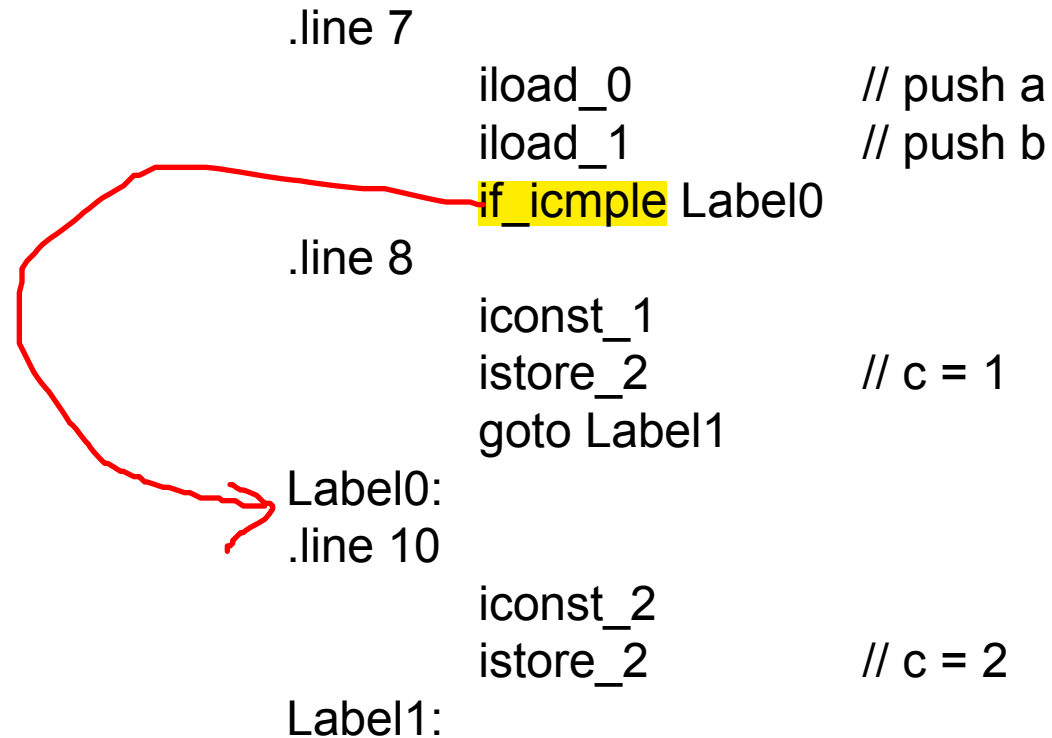 .line 7
iload_0 // push a
iload_1 // push b
if_icmple Label0
.line 8
iconst_1
istore_2 // c = 1
goto Label1
Label0:
.line 10
iconst_2
istore_2 // c = 2
Label1: